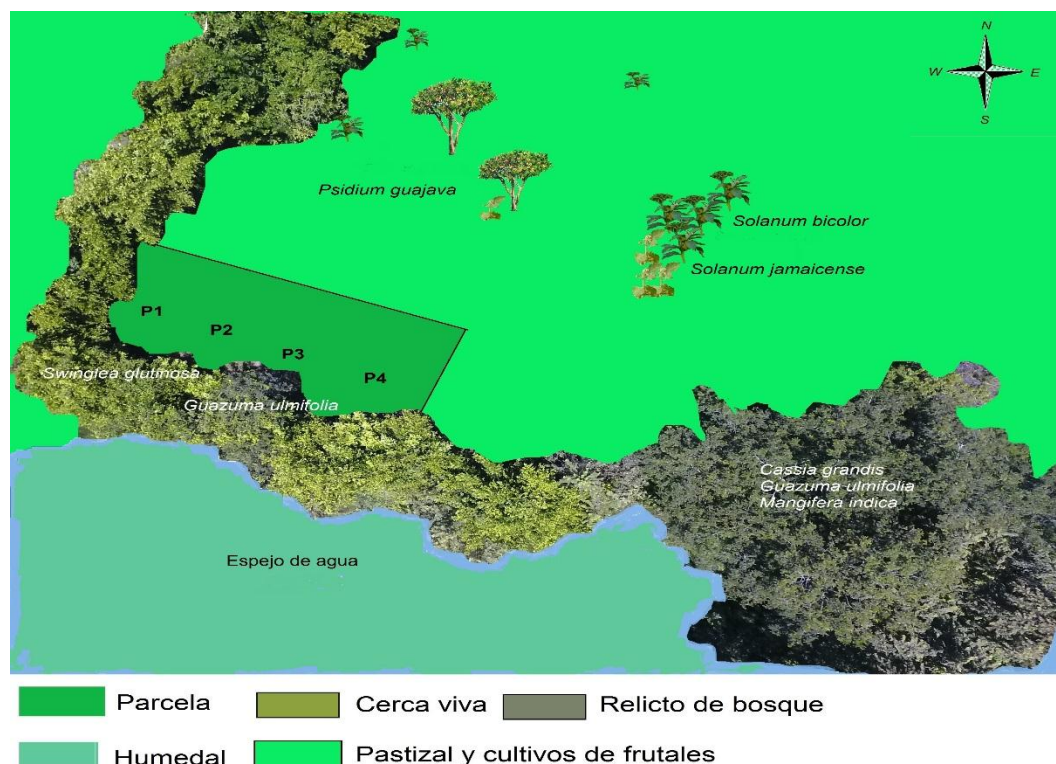 N
W E
S
Psidium guajava
Solanum bicolor
Solanum jamaicense
P1
P2
P3
P4
Swinglea glutinosa
Guazuma ulmifolia
Cassia grandis
Guazuma ulmifolia
Mangifera indica
Espejo de agua
Parcela
Cerca viva
Relicto de bosque
Humedal
Pastizal y cultivos de frutales